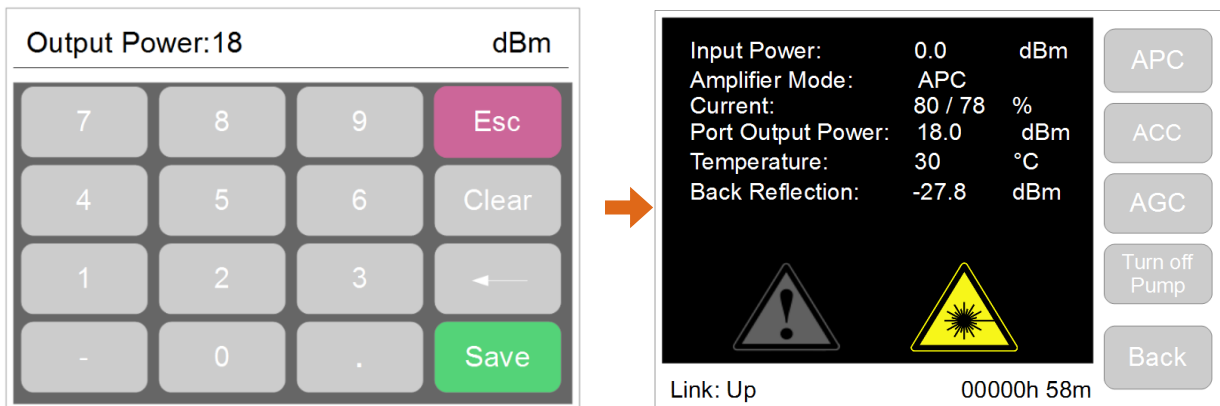 Output Power:18 dBm
7 8 9 Esc
4 5 6 Clear
1 2 3
- 0 . Save
Input Power: 0.0 dBm
Amplifier Mode: APC
Current: 80 / 78 %
Port Output Power: 18.0 dBm
Temperature: 30 °C
Back Reflection: -27.8 dBm
Link: Up 00000h 58m
APC
ACC
AGC
Turn off
Pump
Back